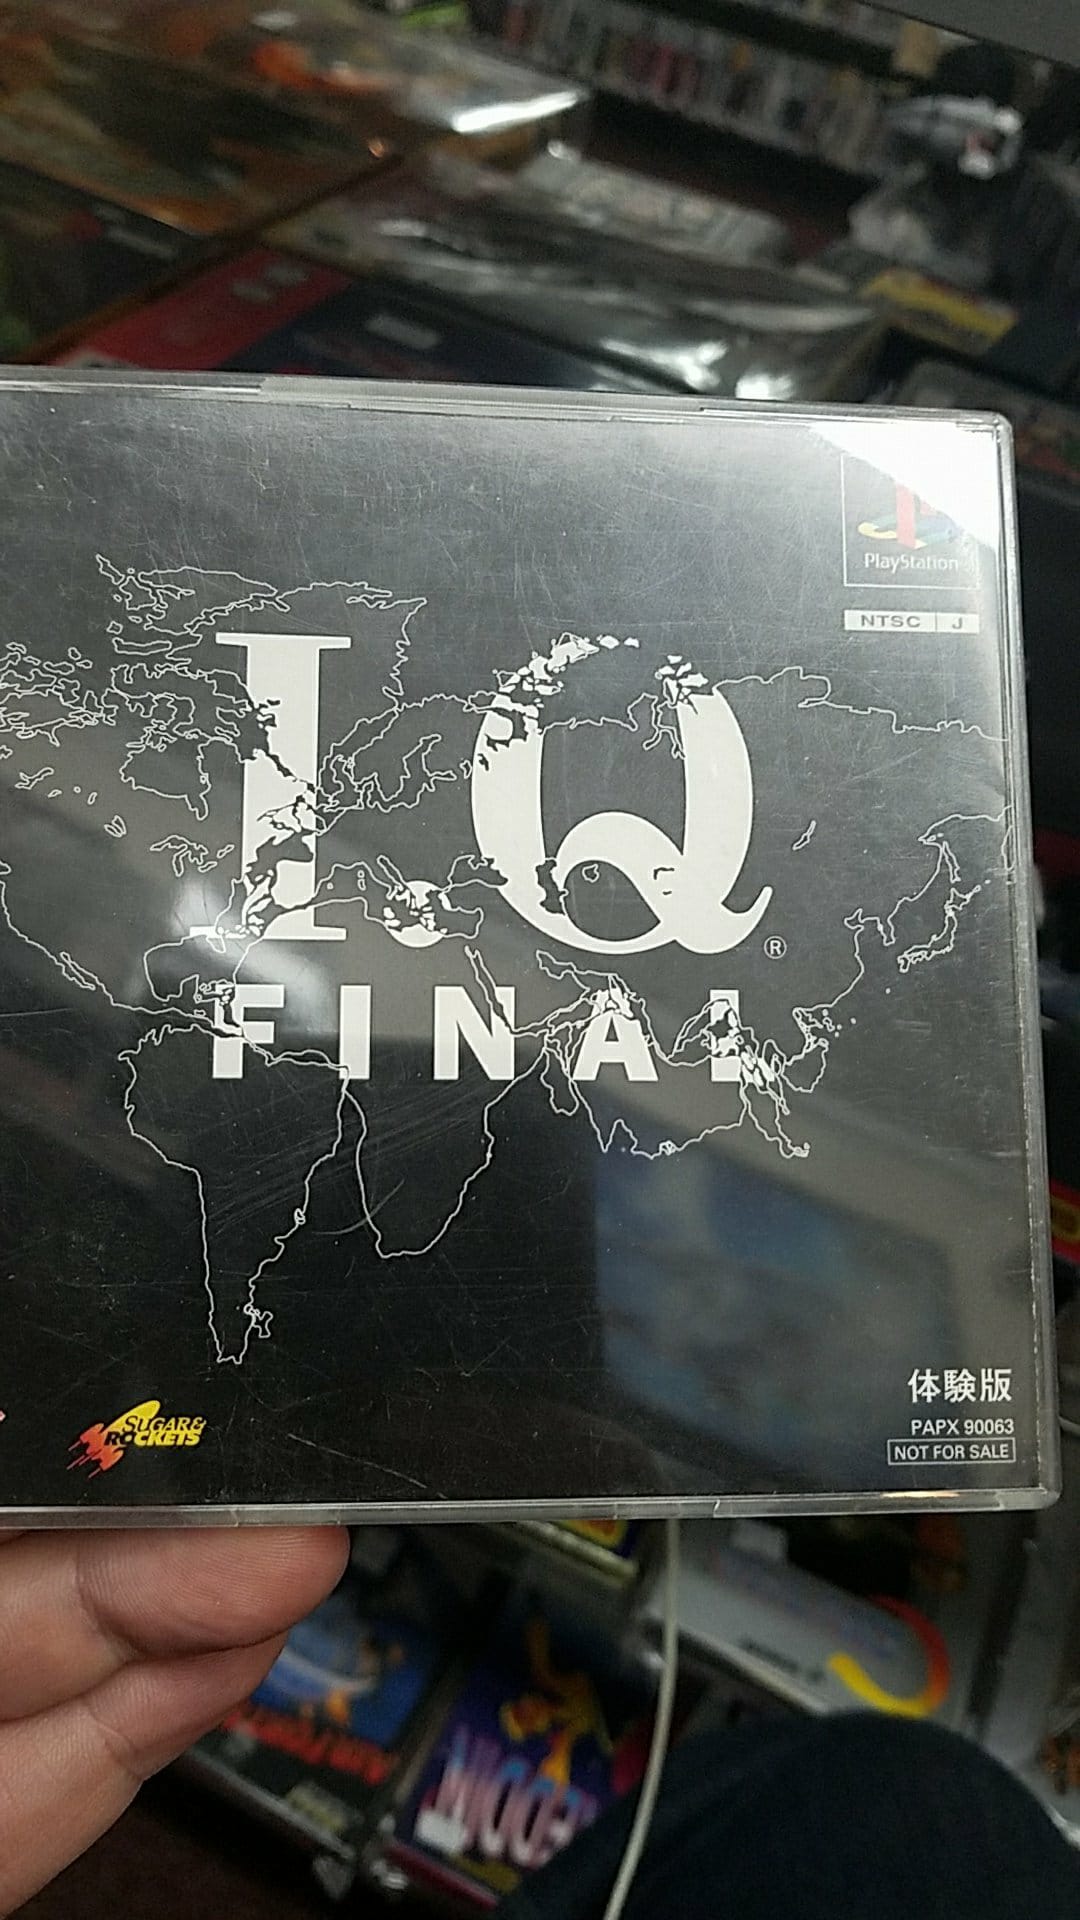 PlayStation
NTSC J
I.Q
®
FINAL
SUGAR&
ROCKETS
体験版
PAPX 90063
NOT FOR SALE